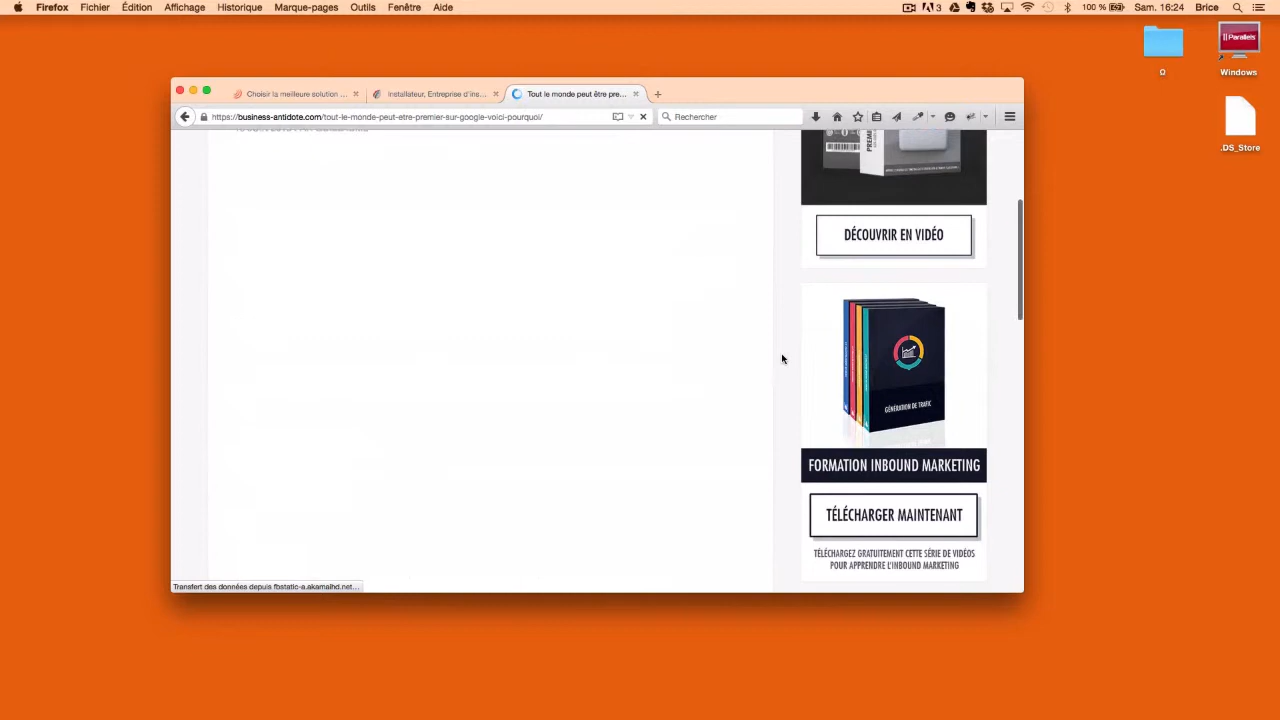 Firefox Fichier Édition Affichage Historique Marque-pages Outils Fenêtre Aide 3 100 % Sam. 16:24 Brice
Parallels
Ω Windows
.DS_Store
Choisir la meilleure solution ... Installateur, Entreprise d'ins... Tout le monde peut être pre...
https://business-antidote.com/tout-le-monde-peut-etre-premier-sur-google-voici-pourquoi/ Rechercher
DÉCOUVRIR EN VIDÉO
GÉNÉRATION DE TRAFIC
FORMATION INBOUND MARKETING
TÉLÉCHARGER MAINTENANT
TÉLÉCHARGEZ GRATUITEMENT CETTE SÉRIE DE VIDÉOS
POUR APPRENDRE L'INBOUND MARKETING
Transfert des données depuis fbstatic-a.akamaihd.net...